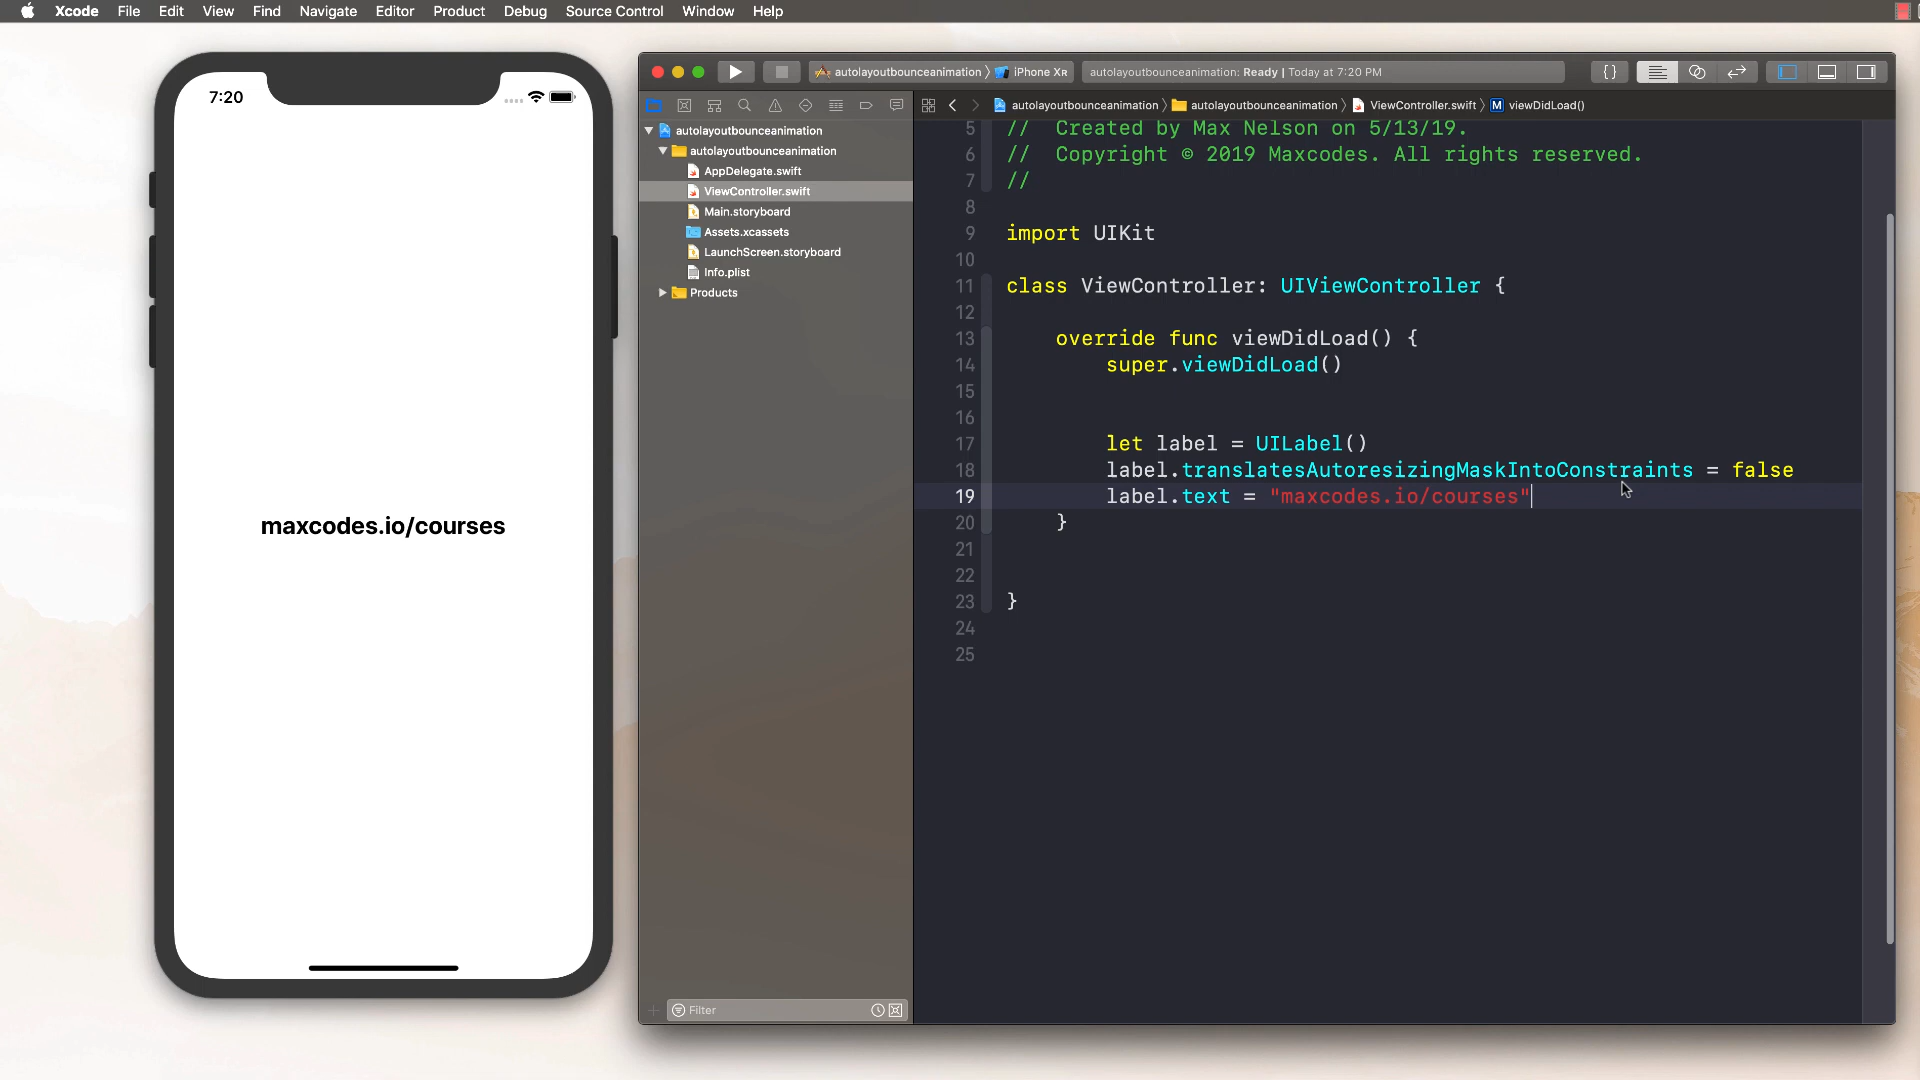 Xcode File Edit View Find Navigate Editor Product Debug Source Control Window Help
7:20
maxcodes.io/courses
autolayoutbounceanimation iPhone XR
autolayoutbounceanimation: Ready | Today at 7:20 PM
autolayoutbounceanimation
autolayoutbounceanimation
AppDelegate.swift
ViewController.swift
Main.storyboard
Assets.xcassets
LaunchScreen.storyboard
Info.plist
Products
Filter
autolayoutbounceanimation autolayoutbounceanimation ViewController.swift M viewDidLoad()
5 //  Created by Max Nelson on 5/13/19.
6 //  Copyright © 2019 Maxcodes. All rights reserved.
7 //
8
9 import UIKit
10
11 class ViewController: UIViewController {
12
13     override func viewDidLoad() {
14         super.viewDidLoad()
15
16
17         let label = UILabel()
18         label.translatesAutoresizingMaskIntoConstraints = false
19         label.text = "maxcodes.io/courses"
20     }
21
22
23 }
24
25